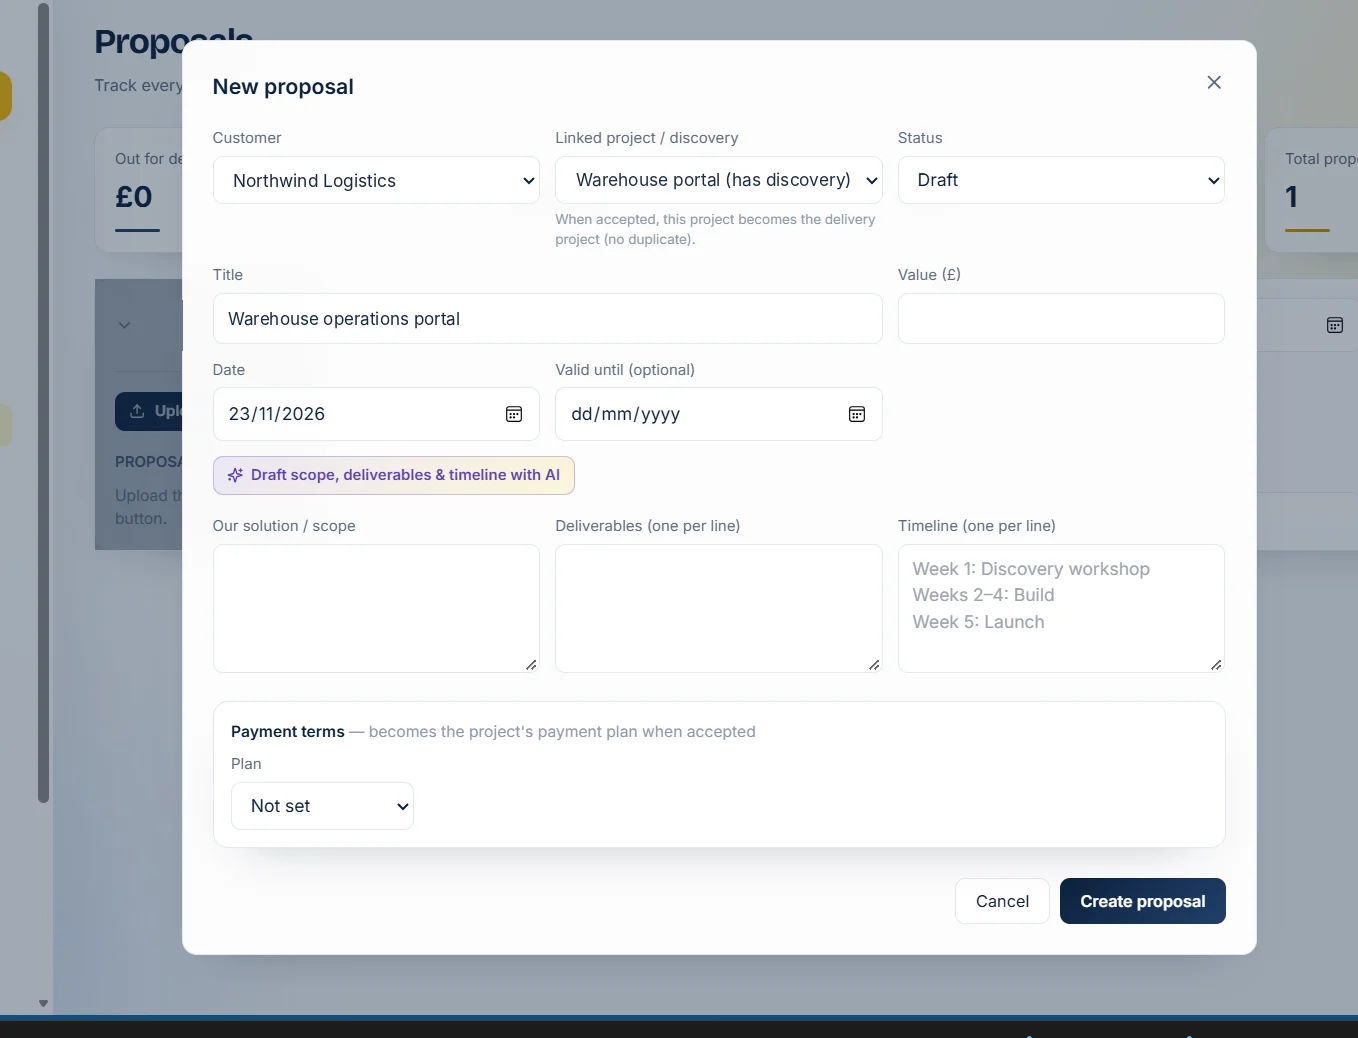 Proposals
Track every
New proposal
Out for de
£0
Total prop
1
Customer
Linked project / discovery
Status
Northwind Logistics
Warehouse portal (has discovery)
Draft
When accepted, this project becomes the delivery
project (no duplicate).
Title
Value (£)
Warehouse operations portal
Date
Valid until (optional)
23/11/2026
dd/mm/yyyy
Uplo
PROPOSA
Upload th
button.
Draft scope, deliverables & timeline with AI
Our solution / scope
Deliverables (one per line)
Timeline (one per line)
Week 1: Discovery workshop
Weeks 2–4: Build
Week 5: Launch
Payment terms — becomes the project's payment plan when accepted
Plan
Not set
Cancel
Create proposal